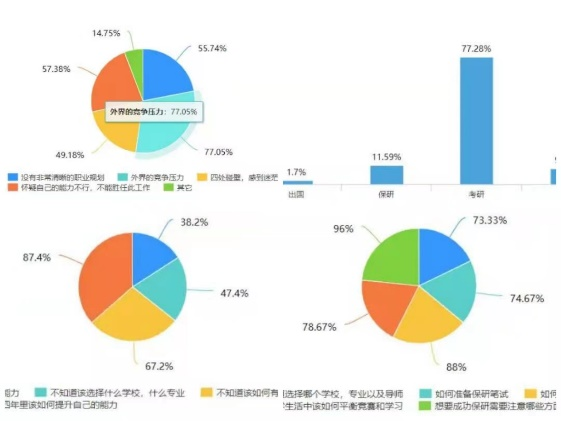 14.75%
55.74%
57.38%
外界的竞争压力: 77.05%
49.18%
77.05%
没有非常清晰的职业规划 外界的竞争压力 四处碰壁，感到迷茫
怀疑自己的能力不行，不能胜任此工作 其它
77.28%
11.59%
1.7%
出国 保研 考研
38.2%
87.4%
47.4%
67.2%
能力 不知道该选择什么学校，什么专业 不知道该如何有
四年里该如何提升自己的能力
96%
73.33%
74.67%
78.67%
88%
选择哪个学校，专业以及导师 如何准备保研笔试 如何
生活中该如何平衡竞赛和学习 想要成功保研需要注意哪些方面